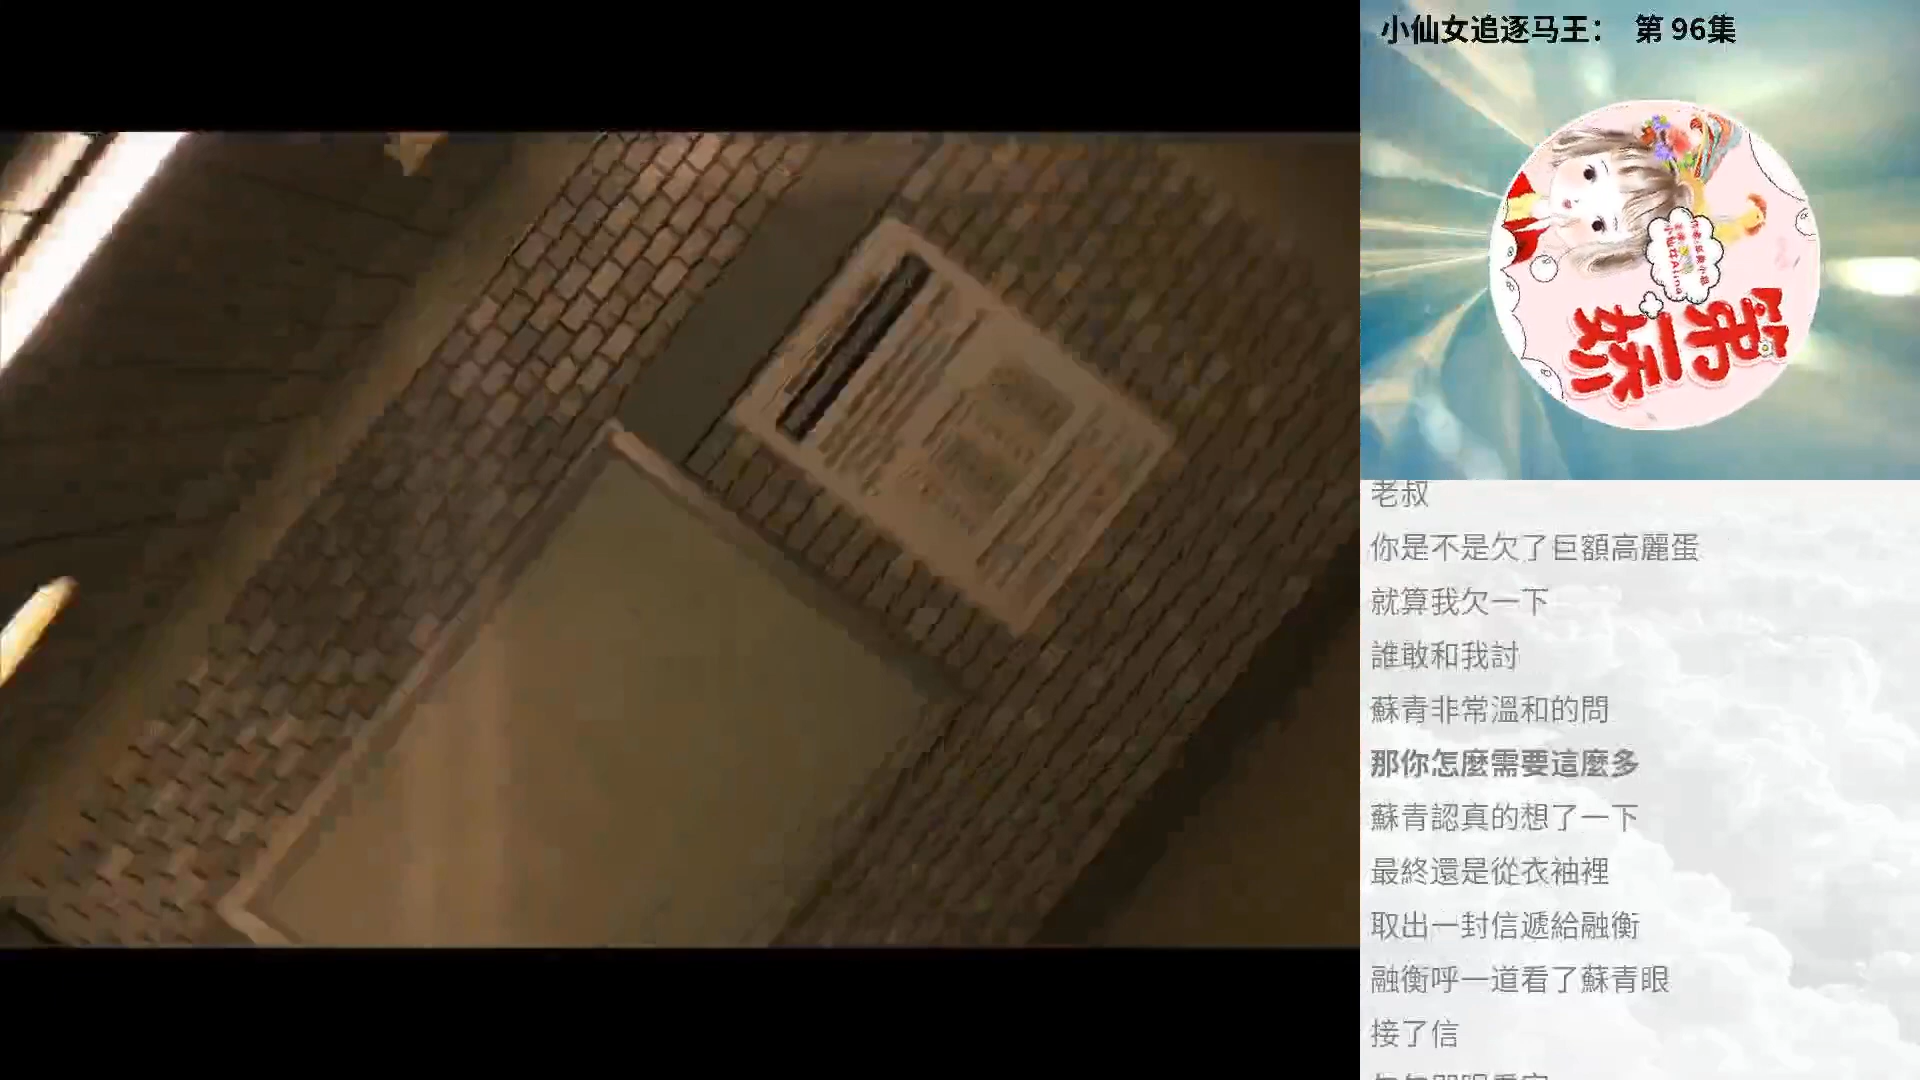 小仙女追逐马王： 第 96集
第一矫
老叔
你是不是欠了巨額高麗蛋
就算我欠一下
誰敢和我討
蘇青非常溫和的問
那你怎麼需要這麼多
蘇青認真的想了一下
最終還是從衣袖裡
取出一封信遞給融衡
融衡呼一道看了蘇青眼
接了信